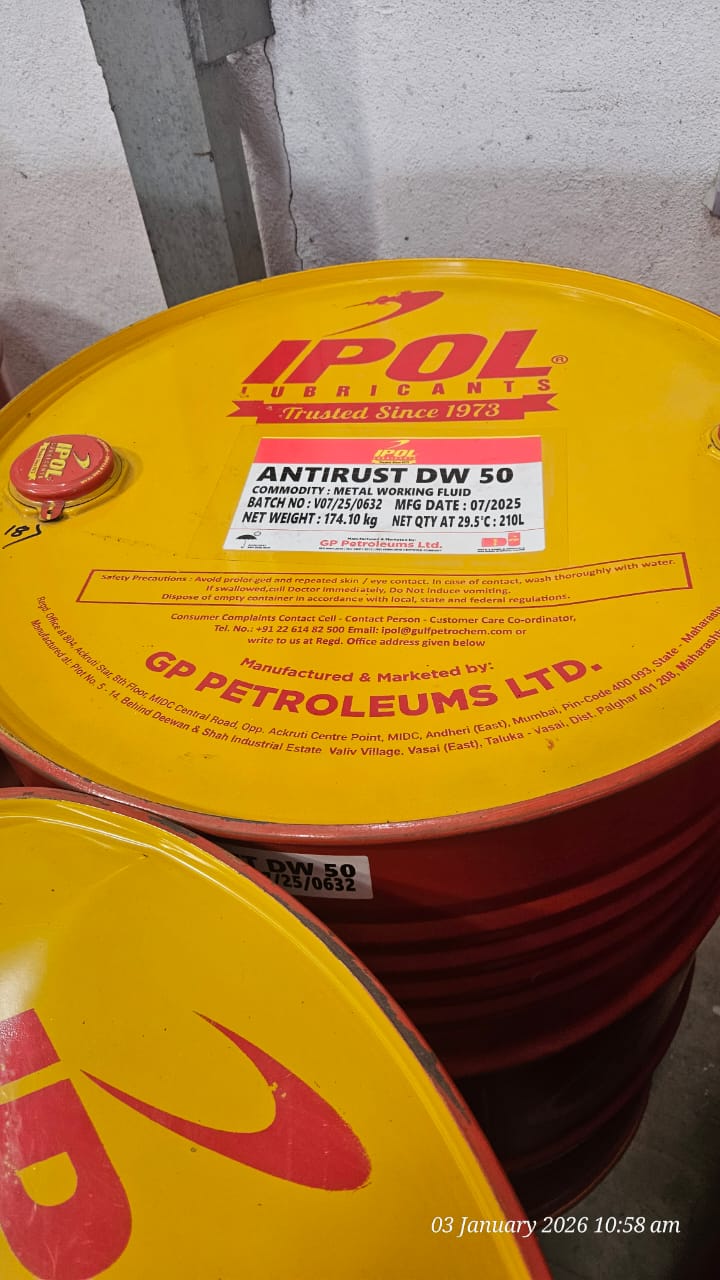 IPOL®
LUBRICANTS
Trusted Since 1973
IPOL
IPOL
ANTIRUST DW 50
COMMODITY : METAL WORKING FLUID
BATCH NO : V07/25/0632 MFG DATE : 07/2025
NET WEIGHT : 174.10 kg NET QTY AT 29.5°C : 210L
Manufactured & Marketed by:
GP Petroleums Ltd.
18
Safety Precautions : Avoid prolonged and repeated skin / eye contact. In case of contact, wash thoroughly with water.
If swallowed,call Doctor immediately, Do Not induce vomiting.
Dispose of empty container in accordance with local, state and federal regulations.
Consumer Complaints Contact Cell - Contact Person - Customer Care Co-ordinator,
Tel. No.: +91 22 614 82 500 Email: ipol@gulfpetrochem.com or
write to us at Regd. Office address given below
Manufactured & Marketed by:
GP PETROLEUMS LTD.
Regd. Office at 804, Ackruti Star, 8th Floor, MIDC Central Road, Opp. Ackruti Centre Point, MIDC, Andheri (East), Mumbai, Pin-Code 400 093, State - Maharash
Manufactured at: Plot No. 5 - 14, Behind Deewan & Shah Industrial Estate, Valiv Village, Vasai (East), Taluka - Vasai, Dist. Palghar 401 208, Maharash
T DW 50
/25/0632
IP
03 January 2026 10:58 am